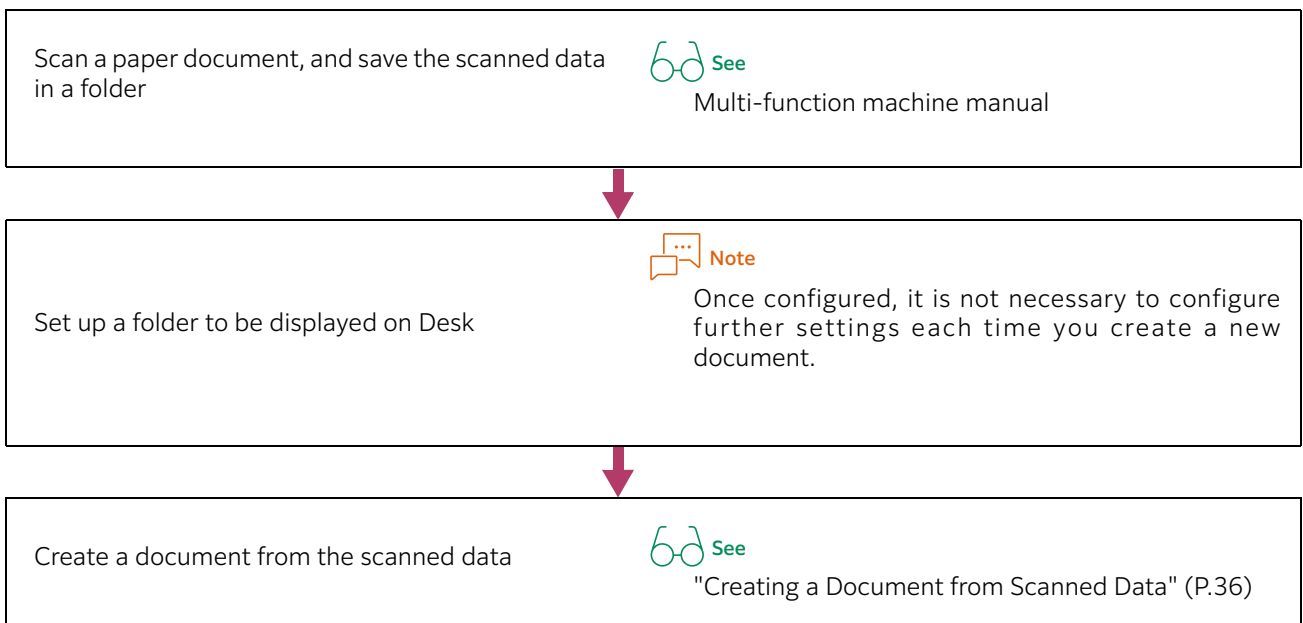 Scan a paper document, and save the scanned data
in a folder
See
Multi-function machine manual
Note
Set up a folder to be displayed on Desk
Once configured, it is not necessary to configure
further settings each time you create a new
document.
Create a document from the scanned data
See
"Creating a Document from Scanned Data" (P.36)